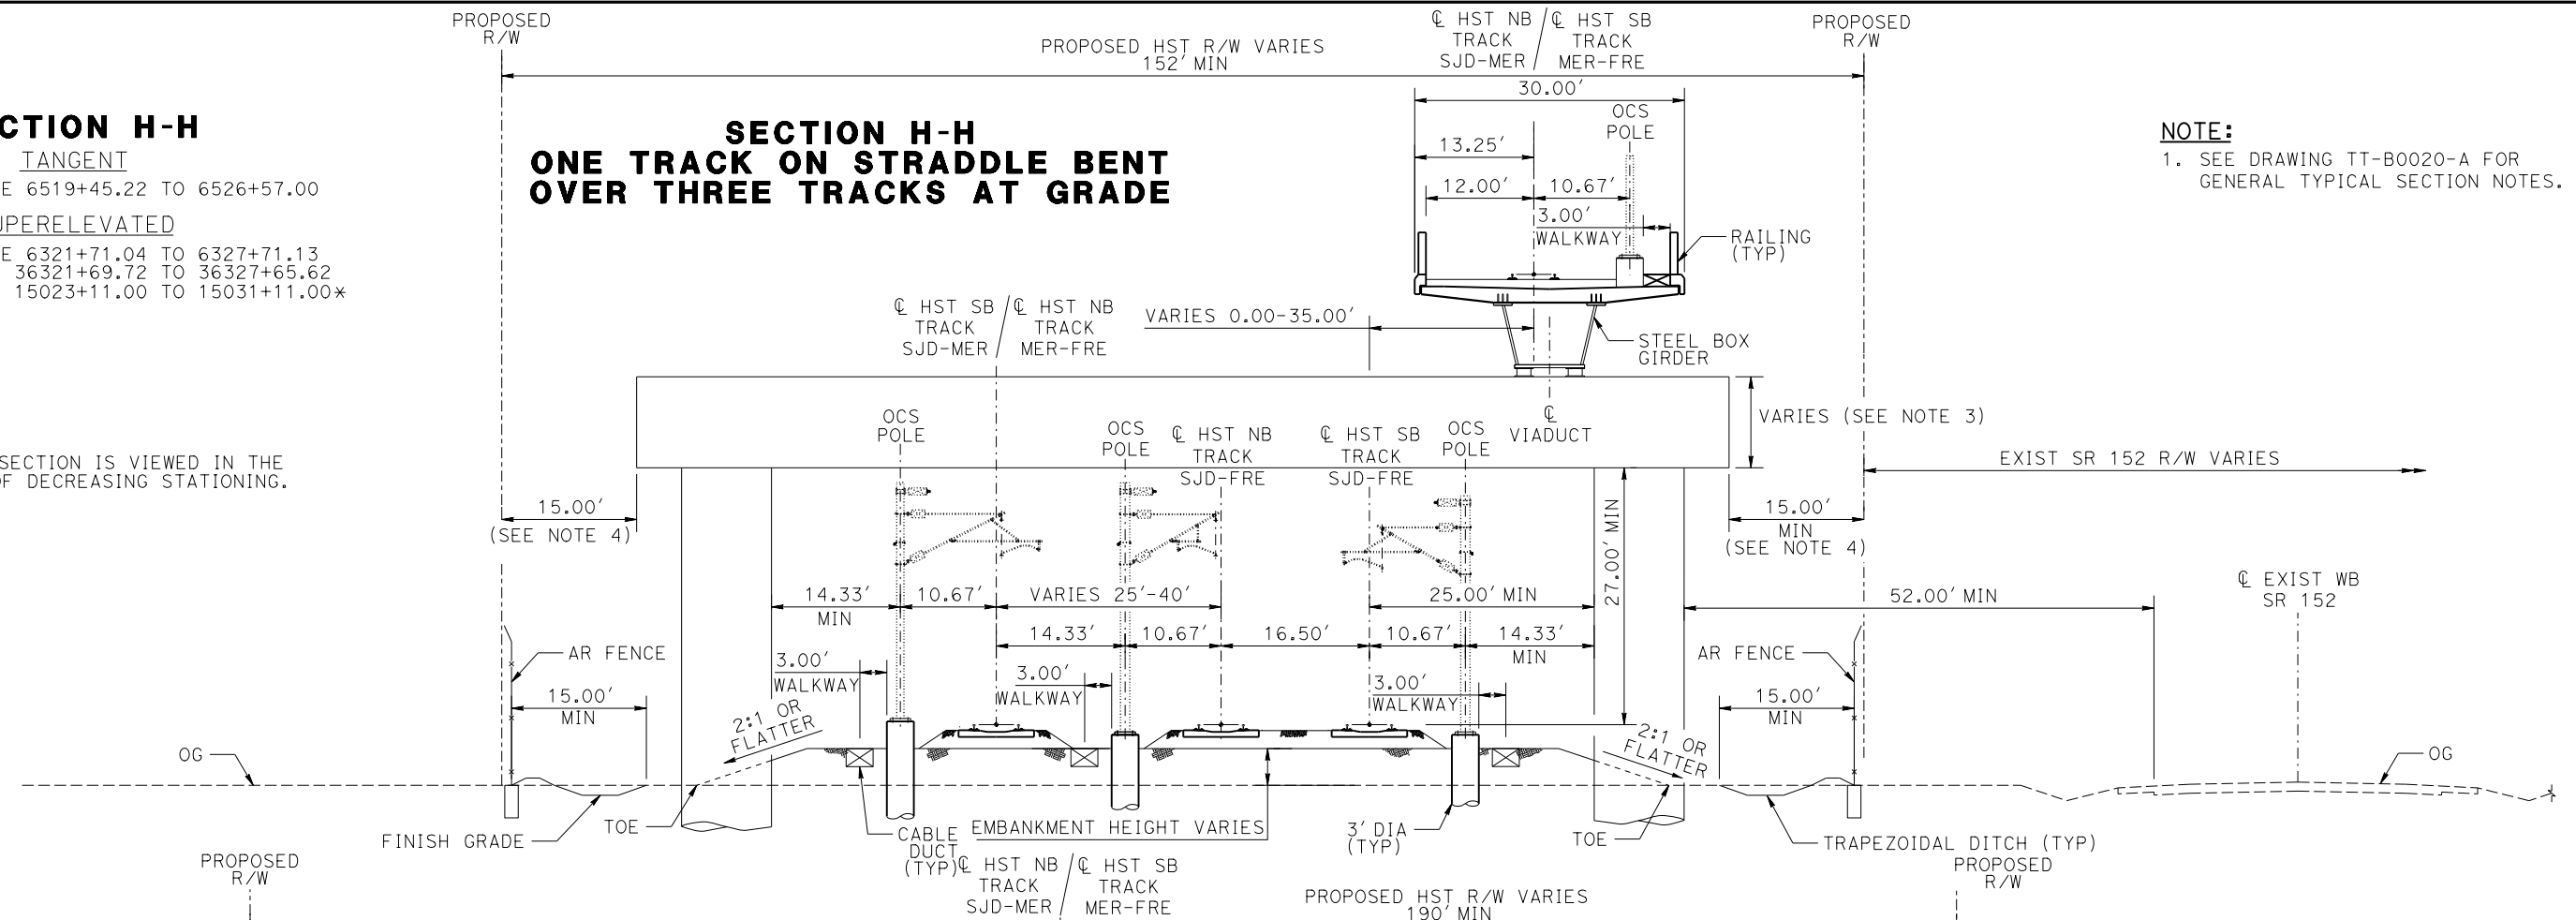 PROPOSED
R/W
PROPOSED HST R/W VARIES
152' MIN
℄ HST NB / ℄ HST SB
TRACK TRACK
SJD-MER MER-FRE
PROPOSED
R/W
CTION H-H
TANGENT
E 6519+45.22 TO 6526+57.00
UPERELEVATED
E 6321+71.04 TO 6327+71.13
36321+69.72 TO 36327+65.62
15023+11.00 TO 15031+11.00*
SECTION IS VIEWED IN THE
OF DECREASING STATIONING.
SECTION H-H
ONE TRACK ON STRADDLE BENT
OVER THREE TRACKS AT GRADE
30.00'
OCS
POLE
13.25'
12.00'
10.67'
3.00'
WALKWAY
RAILING
(TYP)
NOTE:
1. SEE DRAWING TT-B0020-A FOR
GENERAL TYPICAL SECTION NOTES.
℄ HST SB / ℄ HST NB
TRACK TRACK
SJD-MER MER-FRE
VARIES 0.00-35.00'
STEEL BOX
GIRDER
OCS
POLE
OCS
POLE
℄ HST NB
TRACK
SJD-FRE
℄ HST SB
TRACK
SJD-FRE
OCS
POLE
℄
VIADUCT
VARIES (SEE NOTE 3)
EXIST SR 152 R/W VARIES
15.00'
(SEE NOTE 4)
27.00' MIN
15.00'
MIN
(SEE NOTE 4)
14.33'
MIN
10.67'
VARIES 25'-40'
25.00' MIN
52.00' MIN
℄ EXIST WB
SR 152
14.33'
10.67'
16.50'
10.67'
14.33'
MIN
AR FENCE
AR FENCE
3.00'
WALKWAY
3.00'
WALKWAY
3.00'
WALKWAY
15.00'
MIN
15.00'
MIN
2:1 OR
FLATTER
2:1 OR
FLATTER
OG
OG
FINISH GRADE
TOE
CABLE
DUCT
(TYP)
EMBANKMENT HEIGHT VARIES
3' DIA
(TYP)
TOE
TRAPEZOIDAL DITCH (TYP)
PROPOSED
R/W
℄ HST NB / ℄ HST SB
TRACK TRACK
SJD-MER MER-FRE
PROPOSED HST R/W VARIES
190' MIN
PROPOSED
R/W